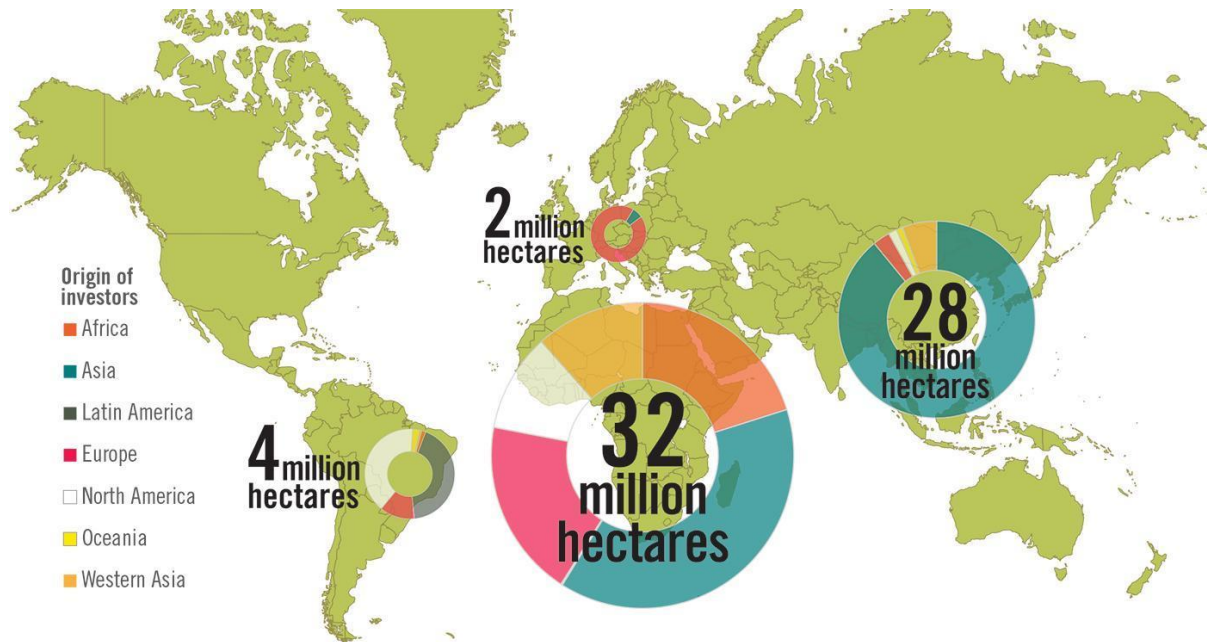 2 million
hectares
28
million
hectares
Origin of
investors
Africa
Asia
Latin America
Europe
North America
Oceania
Western Asia
4 million
hectares
32
million
hectares